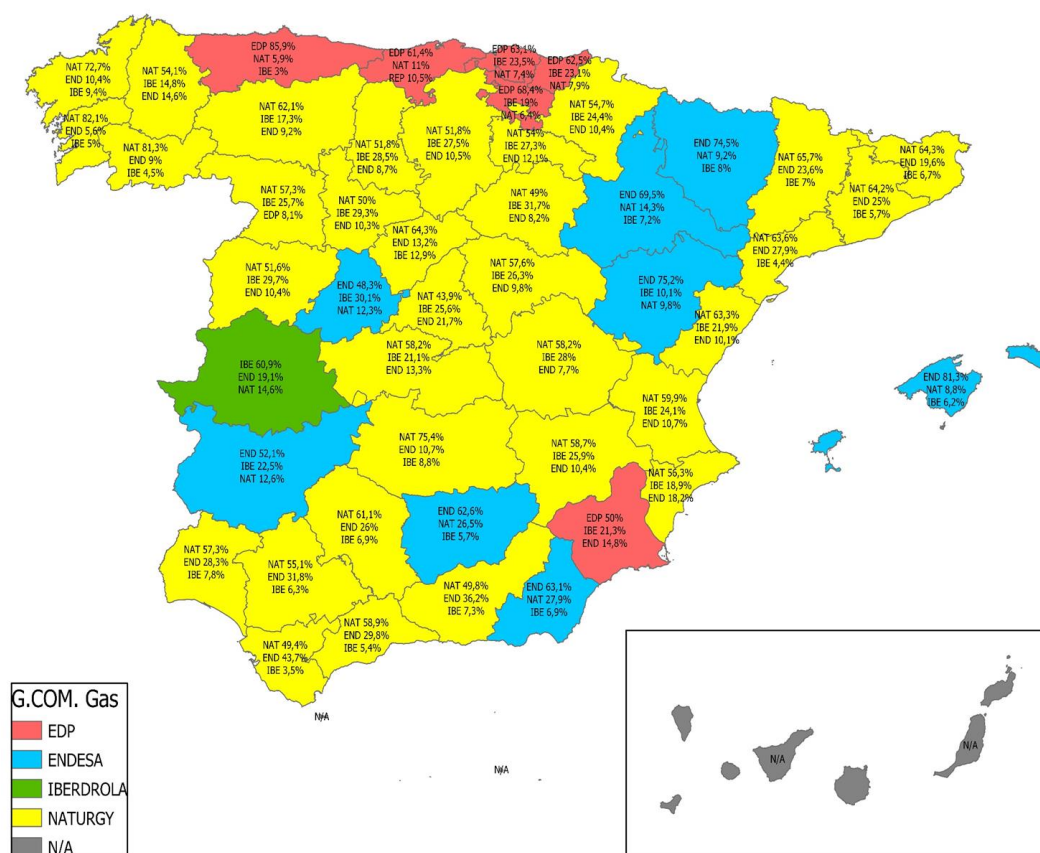 EDP 85,9%
NAT 5,9%
IBE 3%
EDP 61,4%
NAT 11%
REP 10,5%
EDP 63,1%
IBE 23,5%
NAT 7,4%
EDP 62,5%
IBE 23,1%
NAT 7,9%
NAT 72,7%
END 10,4%
IBE 9,4%
NAT 54,1%
IBE 14,8%
END 14,6%
EDP 68,4%
IBE 19%
NAT 6,4%
NAT 54,7%
IBE 24,4%
END 10,4%
NAT 62,1%
IBE 17,3%
END 9,2%
NAT 82,1%
END 5,6%
IBE 5%
NAT 81,3%
END 9%
IBE 4,5%
NAT 51,8%
IBE 28,5%
END 8,7%
NAT 51,8%
IBE 27,5%
END 10,5%
NAT 54%
IBE 27,3%
END 12,1%
END 74,5%
NAT 9,2%
IBE 8%
NAT 65,7%
END 23,6%
IBE 7%
NAT 64,3%
END 19,6%
IBE 6,7%
NAT 64,2%
END 25%
IBE 5,7%
NAT 57,3%
IBE 25,7%
EDP 8,1%
NAT 50%
IBE 29,3%
END 10,3%
NAT 49%
IBE 31,7%
END 8,2%
END 69,5%
NAT 14,3%
IBE 7,2%
NAT 64,3%
END 13,2%
IBE 12,9%
NAT 63,6%
END 27,9%
IBE 4,4%
NAT 51,6%
IBE 29,7%
END 10,4%
END 48,3%
IBE 30,1%
NAT 12,3%
NAT 43,9%
IBE 25,6%
END 21,7%
NAT 57,6%
IBE 26,3%
END 9,8%
END 75,2%
IBE 10,1%
NAT 9,8%
NAT 63,3%
IBE 21,9%
END 10,1%
IBE 60,9%
END 19,1%
NAT 14,6%
NAT 58,2%
IBE 21,1%
END 13,3%
NAT 58,2%
IBE 28%
END 7,7%
END 81,3%
NAT 8,8%
IBE 6,2%
NAT 59,9%
IBE 24,1%
END 10,7%
END 52,1%
IBE 22,5%
NAT 12,6%
NAT 75,4%
END 10,7%
IBE 8,8%
NAT 58,7%
IBE 25,9%
END 10,4%
NAT 56,3%
IBE 18,9%
END 18,2%
NAT 61,1%
END 26%
IBE 6,9%
END 62,6%
NAT 26,5%
IBE 5,7%
EDP 50%
IBE 21,3%
END 14,8%
NAT 57,3%
END 28,3%
IBE 7,8%
NAT 55,1%
END 31,8%
IBE 6,3%
NAT 49,8%
END 36,2%
IBE 7,3%
END 63,1%
NAT 27,9%
IBE 6,9%
NAT 58,9%
END 29,8%
IBE 5,4%
NAT 49,4%
END 43,7%
IBE 3,5%
N/A
N/A
N/A
N/A
G.COM. Gas
EDP
ENDESA
IBERDROLA
NATURGY
N/A